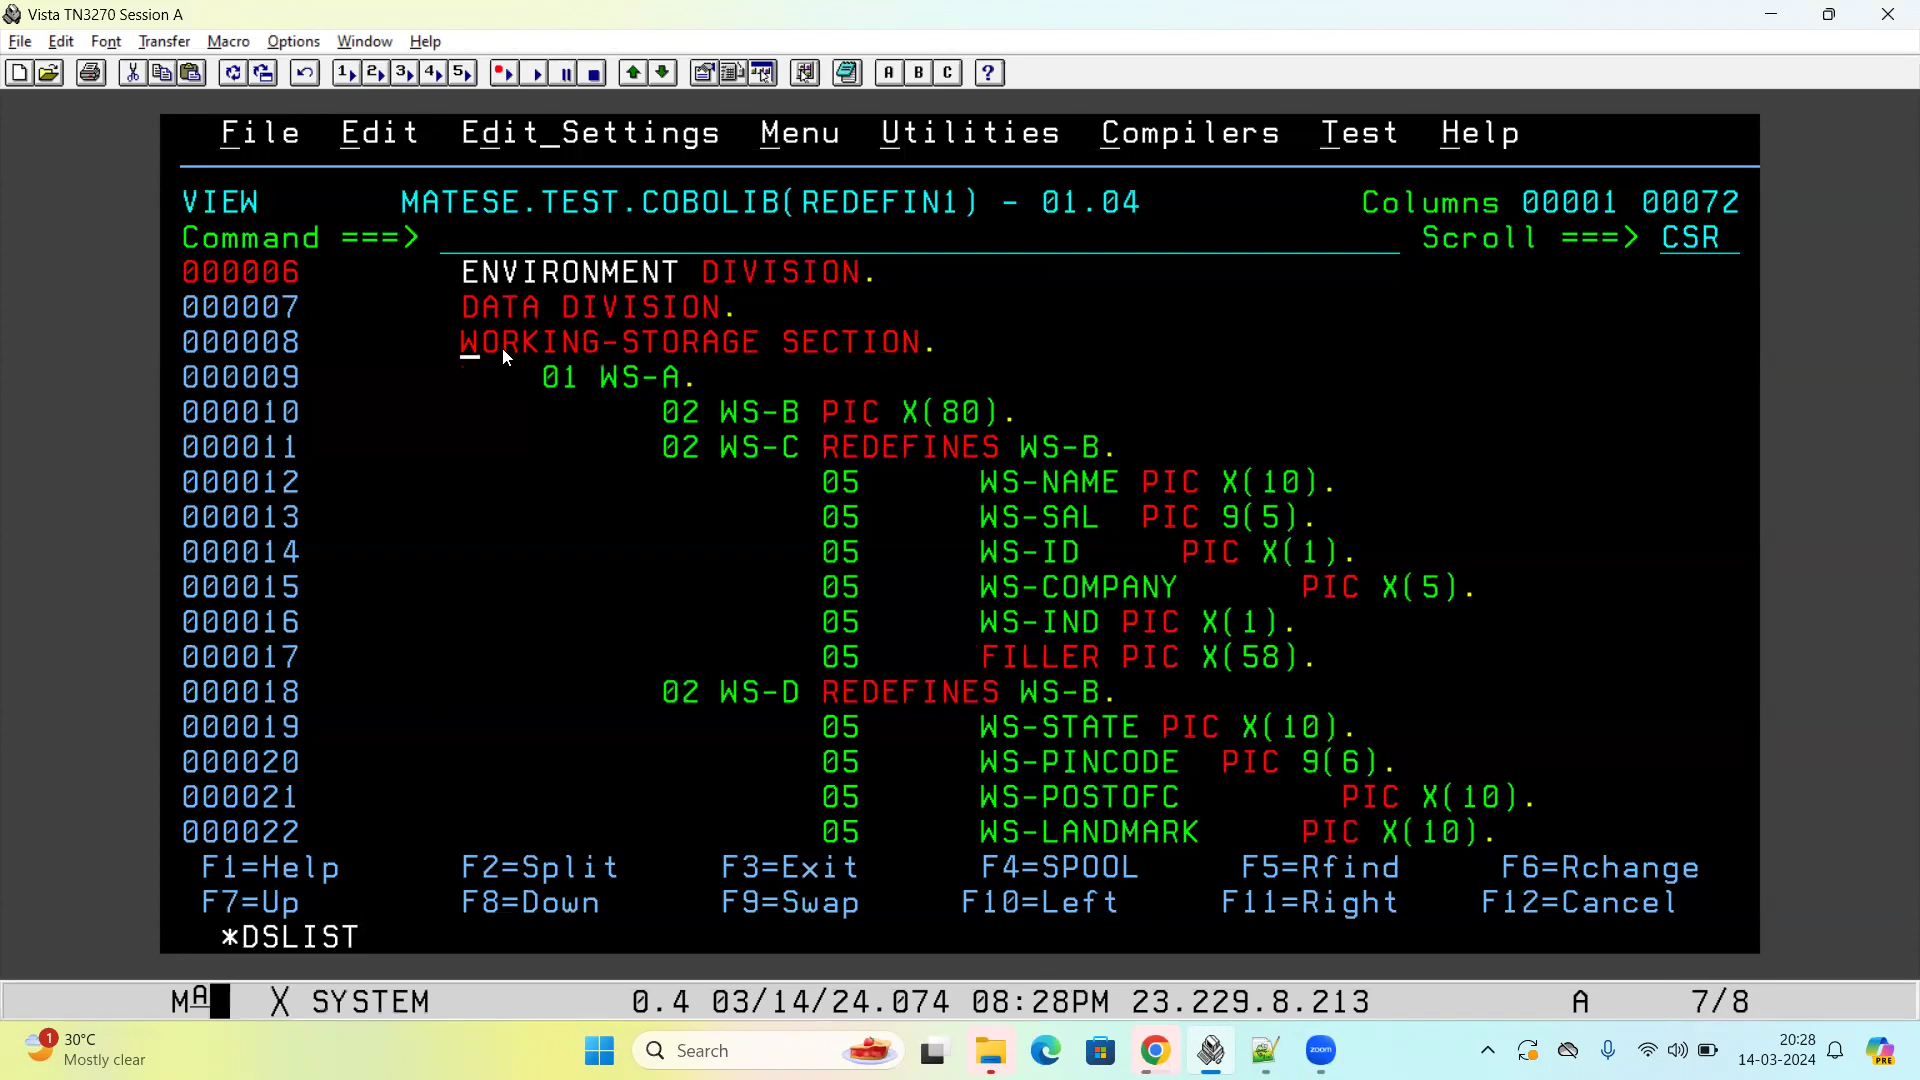 Vista TN3270 Session A
File Edit Font Transfer Macro Options Window Help
1 2 3 4 5 A B C ?
File Edit Edit_Settings Menu Utilities Compilers Test Help
VIEW MATESE.TEST.COBOLIB(REDEFIN1) - 01.04 Columns 00001 00072
Command ===> Scroll ===> CSR
000006 ENVIRONMENT DIVISION.
000007 DATA DIVISION.
000008 WORKING-STORAGE SECTION.
000009 01 WS-A.
000010 02 WS-B PIC X(80).
000011 02 WS-C REDEFINES WS-B.
000012 05 WS-NAME PIC X(10).
000013 05 WS-SAL PIC 9(5).
000014 05 WS-ID PIC X(1).
000015 05 WS-COMPANY PIC X(5).
000016 05 WS-IND PIC X(1).
000017 05 FILLER PIC X(58).
000018 02 WS-D REDEFINES WS-B.
000019 05 WS-STATE PIC X(10).
000020 05 WS-PINCODE PIC 9(6).
000021 05 WS-POSTOFC PIC X(10).
000022 05 WS-LANDMARK PIC X(10).
F1=Help F2=Split F3=Exit F4=SPOOL F5=Rfind F6=Rchange
F7=Up F8=Down F9=Swap F10=Left F11=Right F12=Cancel
*DSLIST
MA X SYSTEM 0.4 03/14/24.074 08:28PM 23.229.8.213 A 7/8
1 30°C
Mostly clear
Search
zoom
20:28
14-03-2024
PRE